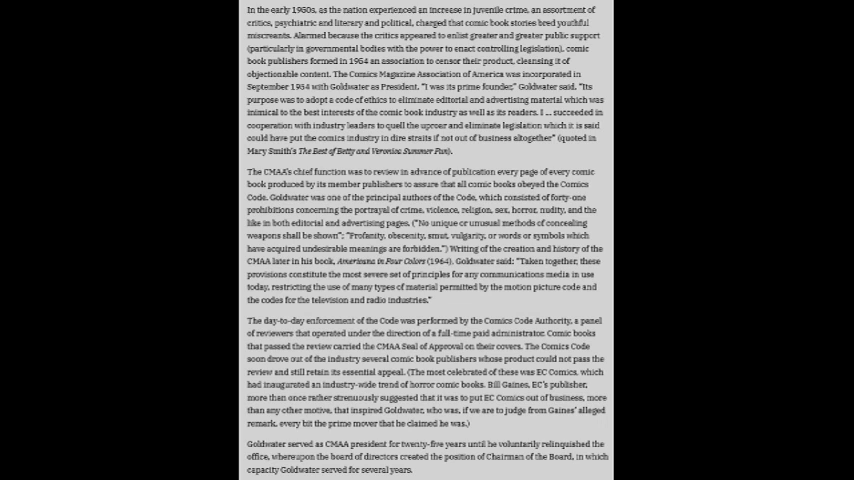 In the early 1950s, as the nation experienced an increase in juvenile crime, an assortment of
critics, psychiatric and literary and political, charged that comic book stories bred youthful
miscreants. Alarmed because the critics appeared to enlist greater and greater public support
(particularly in governmental bodies with the power to enact controlling legislation), comic
book publishers formed in 1954 an association to censor their product, cleansing it of
objectionable content. The Comics Magazine Association of America was incorporated in
September 1954 with Goldwater as President. "I was its prime founder," Goldwater said. "Its
purpose was to adopt a code of ethics to eliminate editorial and advertising material which was
inimical to the best interests of the comic book industry as well as its readers. I ... succeeded in
cooperation with industry leaders to quell the uproar and eliminate legislation which it is said
could have put the comics industry in dire straits if not out of business altogether" (quoted in
Mary Smith's The Best of Betty and Veronica Summer Fun).
The CMAA's chief function was to review in advance of publication every page of every comic
book produced by its member publishers to assure that all comic books obeyed the Comics
Code. Goldwater was one of the principal authors of the Code, which consisted of forty-one
prohibitions concerning the portrayal of crime, violence, religion, sex, horror, nudity, and the
like in both editorial and advertising pages. ("No unique or unusual methods of concealing
weapons shall be shown"; "Profanity, obscenity, smut, vulgarity, or words or symbols which
have acquired undesirable meanings are forbidden.") Writing of the creation and history of the
CMAA later in his book, Americana in Four Colors (1964), Goldwater said: "Taken together, these
provisions constitute the most severe set of principles for any communications media in use
today, restricting the use of many types of material permitted by the motion picture code and
the codes for the television and radio industries."
The day-to-day enforcement of the Code was performed by the Comics Code Authority, a panel
of reviewers that operated under the direction of a full-time paid administrator. Comic books
that passed the review carried the CMAA Seal of Approval on their covers. The Comics Code
soon drove out of the industry several comic book publishers whose product could not pass the
review and still retain its essential appeal. (The most celebrated of these was EC Comics, which
had inaugurated an industry-wide trend of horror comic books. Bill Gaines, EC's publisher,
more than once rather strenuously suggested that it was to put EC Comics out of business, more
than any other motive, that inspired Goldwater, who was, if we are to judge from Gaines' alleged
remark, every bit the prime mover that he claimed he was.)
Goldwater served as CMAA president for twenty-five years until he voluntarily relinquished the
office, whereupon the board of directors created the position of Chairman of the Board, in which
capacity Goldwater served for several years.